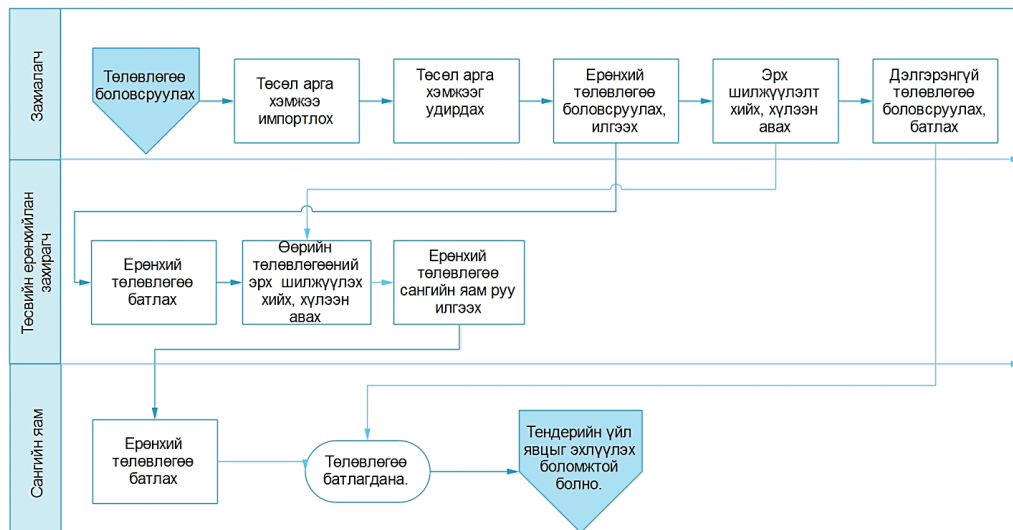 Захиалагч
Төлөвлөгөө
боловсруулах
Төсөл арга
хэмжээ
импортлох
Төсөл арга
хэмжээг
удирдах
Ерөнхий
төлөвлөгөө
боловсруулах,
илгээх
Эрх
шилжүүлэлт
хийх, хүлээн
авах
Дэлгэрэнгүй
төлөвлөгөө
боловсруулах,
батлах
Төсвийн ерөнхийлөн
захирагч
Ерөнхий
төлөвлөгөө
батлах
Өөрийн
төлөвлөгөөний
эрх шилжүүлэх
хийх, хүлээн
авах
Ерөнхий
төлөвлөгөө
сангийн яам руу
илгээх
Сангийн яам
Ерөнхий
төлөвлөгөө
батлах
Төлөвлөгөө
батлагдана.
Тендерийн үйл
явцыг эхлүүлэх
боломжтой
болно.